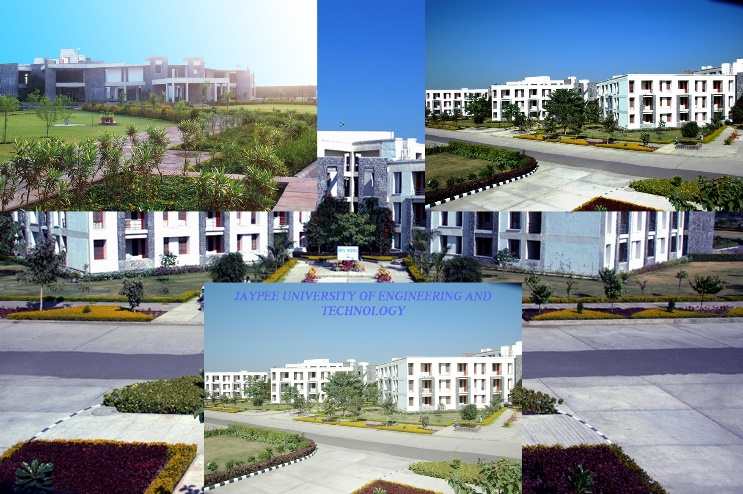 JAYPEE UNIVERSITY OF ENGINEERING AND
TECHNOLOGY